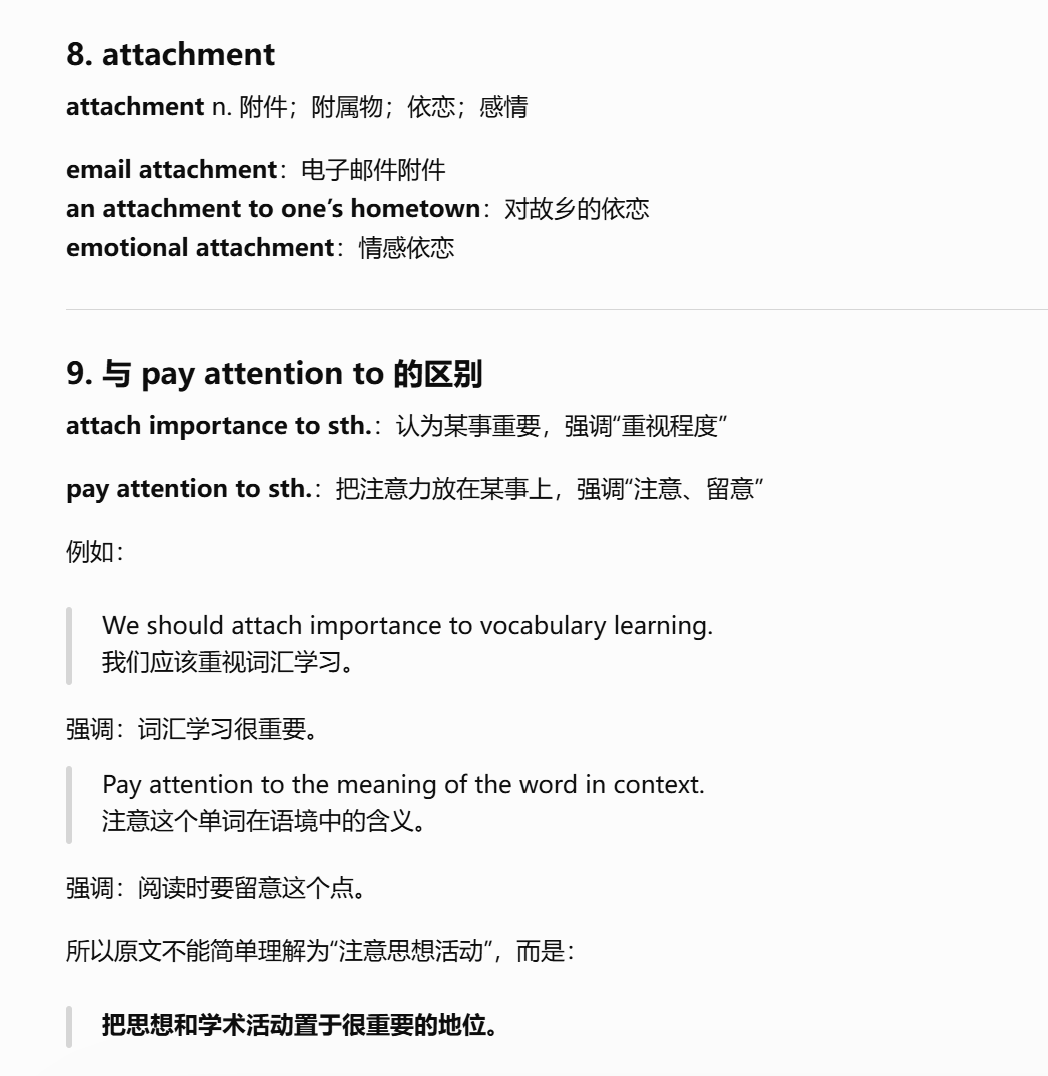 8. attachment
attachment n. 附件；附属物；依恋；感情
email attachment：电子邮件附件
an attachment to one’s hometown：对故乡的依恋
emotional attachment：情感依恋
9. 与 pay attention to 的区别
attach importance to sth.：认为某事重要，强调“重视程度”
pay attention to sth.：把注意力放在某事上，强调“注意、留意”
例如：
We should attach importance to vocabulary learning.
我们应该重视词汇学习。
强调：词汇学习很重要。
Pay attention to the meaning of the word in context.
注意这个单词在语境中的含义。
强调：阅读时要留意这个点。
所以原文不能简单理解为“注意思想活动”，而是：
把思想和学术活动置于很重要的地位。